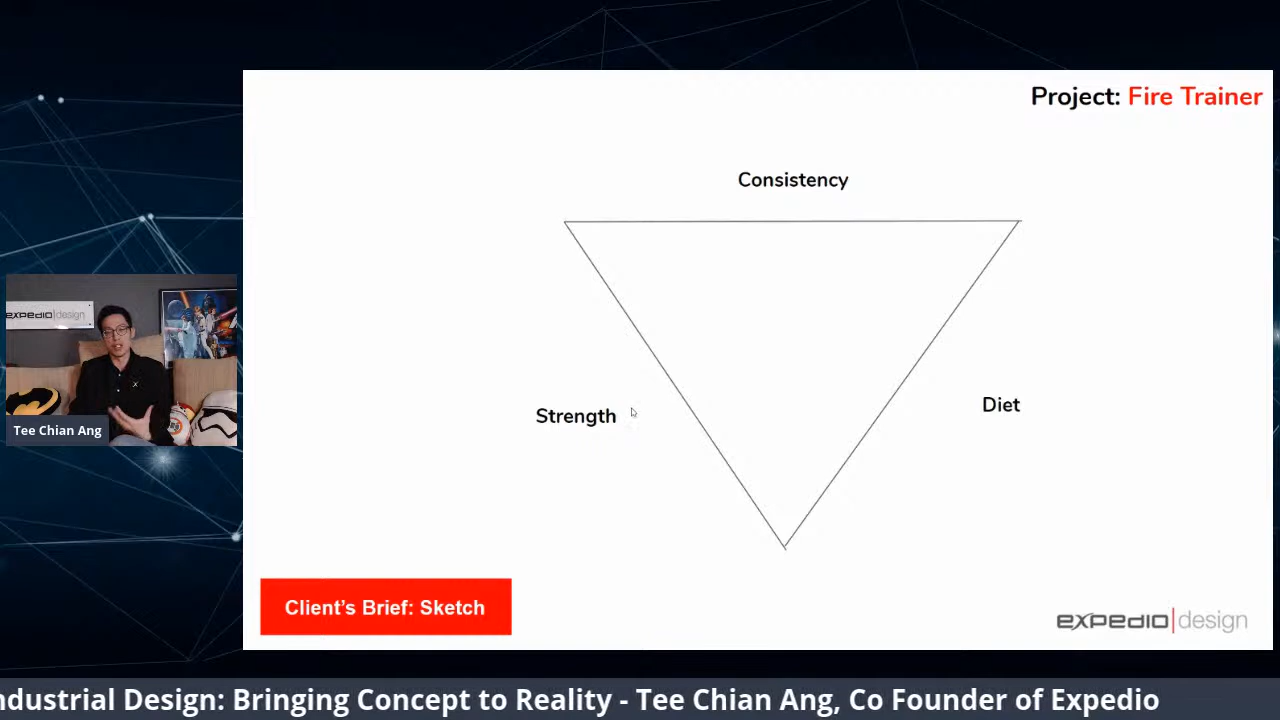 Project: Fire Trainer
Consistency
Strength
Diet
expedio|design
Tee Chian Ang
Client's Brief: Sketch
expedio|design
ndustrial Design: Bringing Concept to Reality - Tee Chian Ang, Co Founder of Expedio